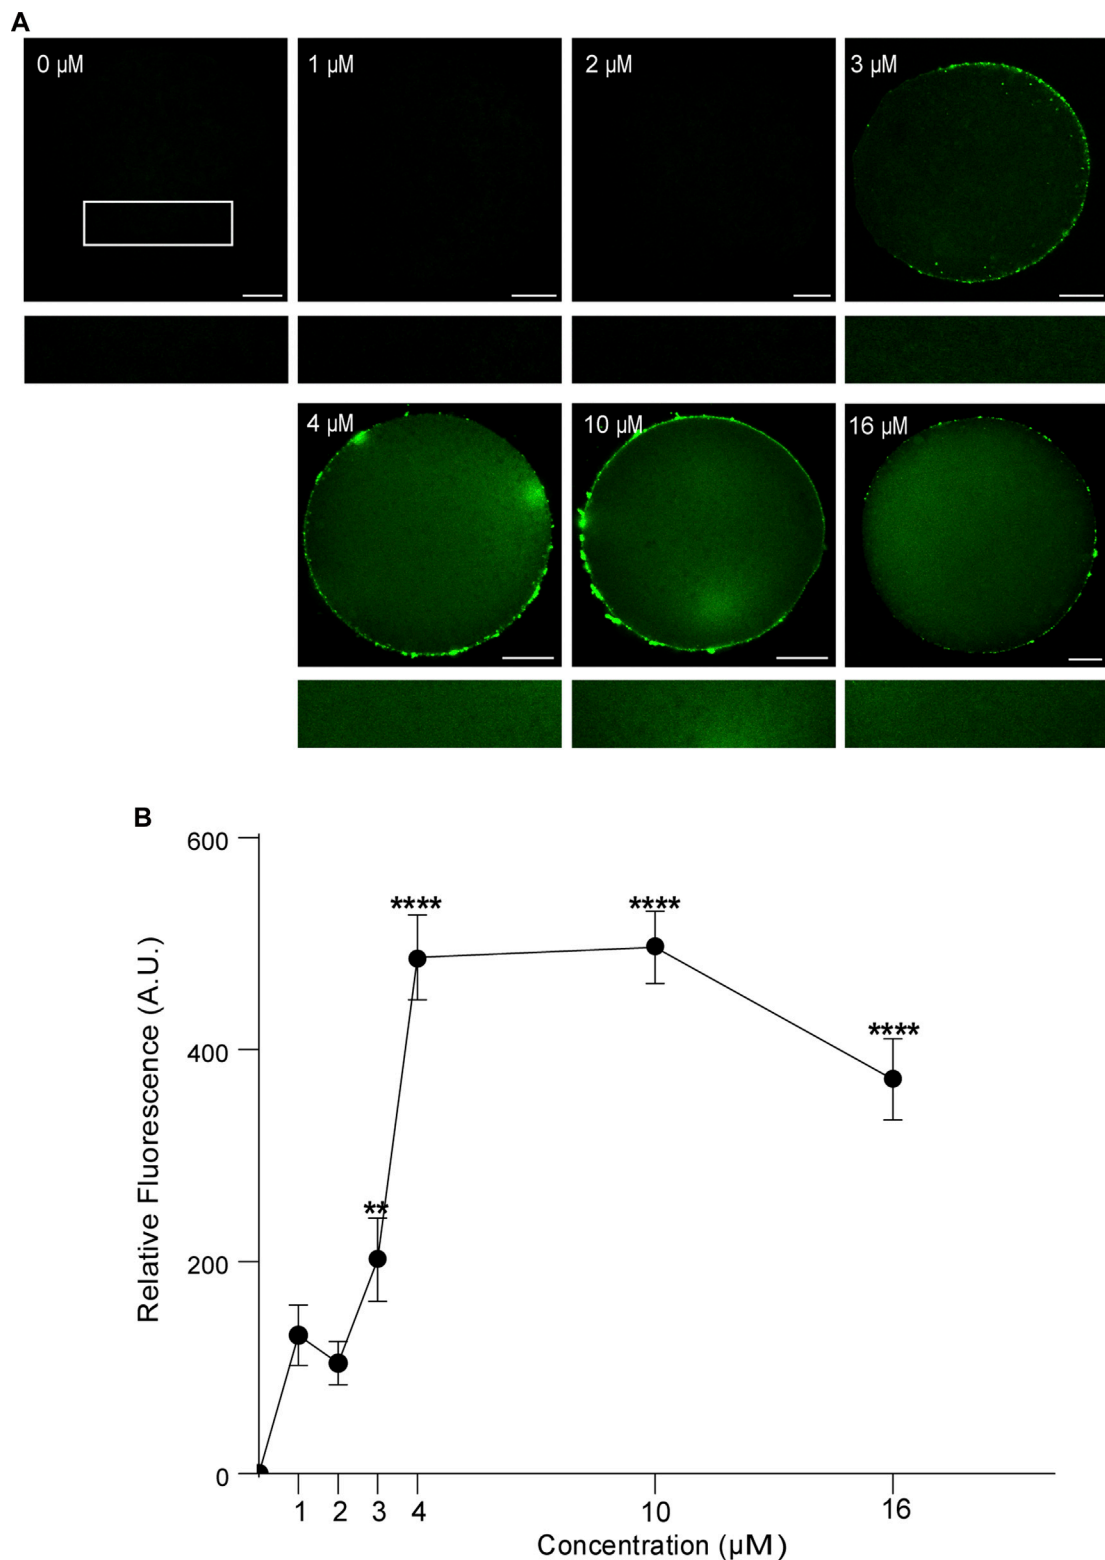 A
0 µM
1 µM
2 µM
3 µM
4 µM
10 µM
16 µM
B
Relative Fluorescence (A.U.)
600
400
200
0
****
****
****
**
1 2 3 4 10 16
Concentration (µM)